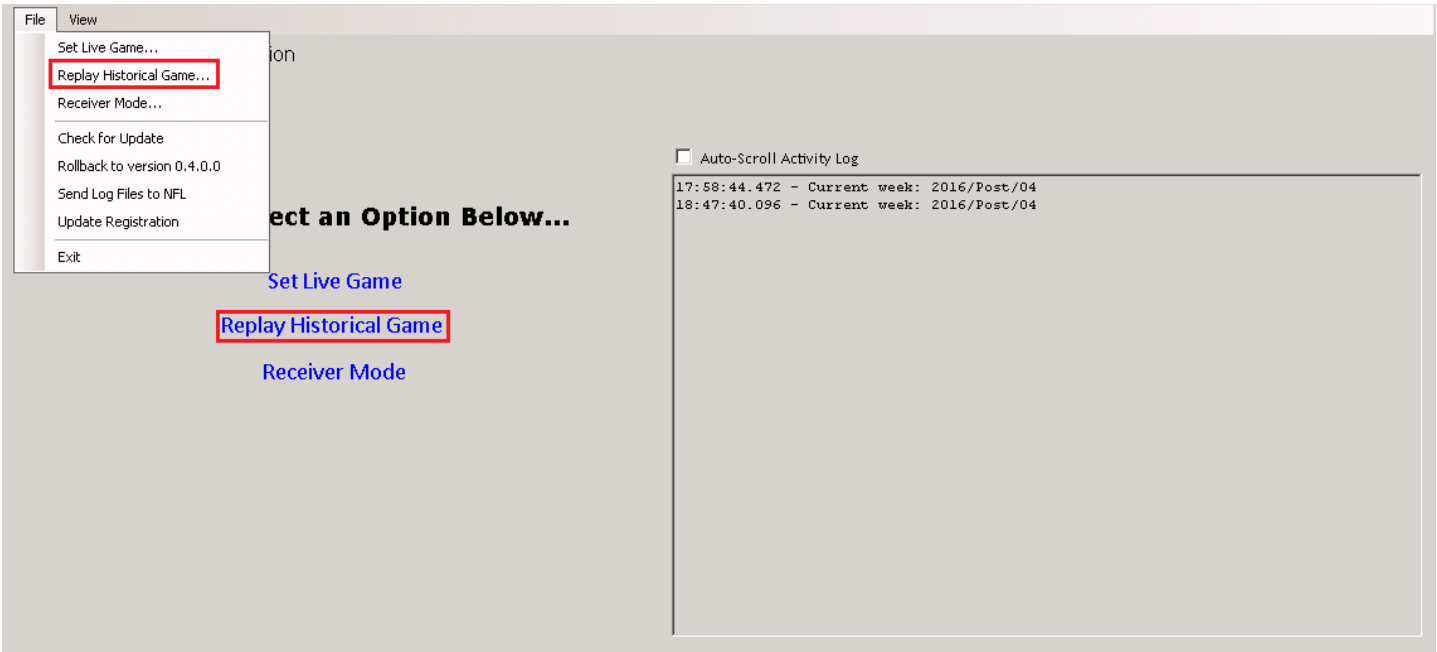 File View
Set Live Game...
Replay Historical Game...
Receiver Mode...
Check for Update
Rollback to version 0.4.0.0
Send Log Files to NFL
Update Registration
Exit
ion
ect an Option Below...
Set Live Game
Replay Historical Game
Receiver Mode
Auto-Scroll Activity Log
17:58:44.472 - Current week: 2016/Post/04
18:47:40.096 - Current week: 2016/Post/04